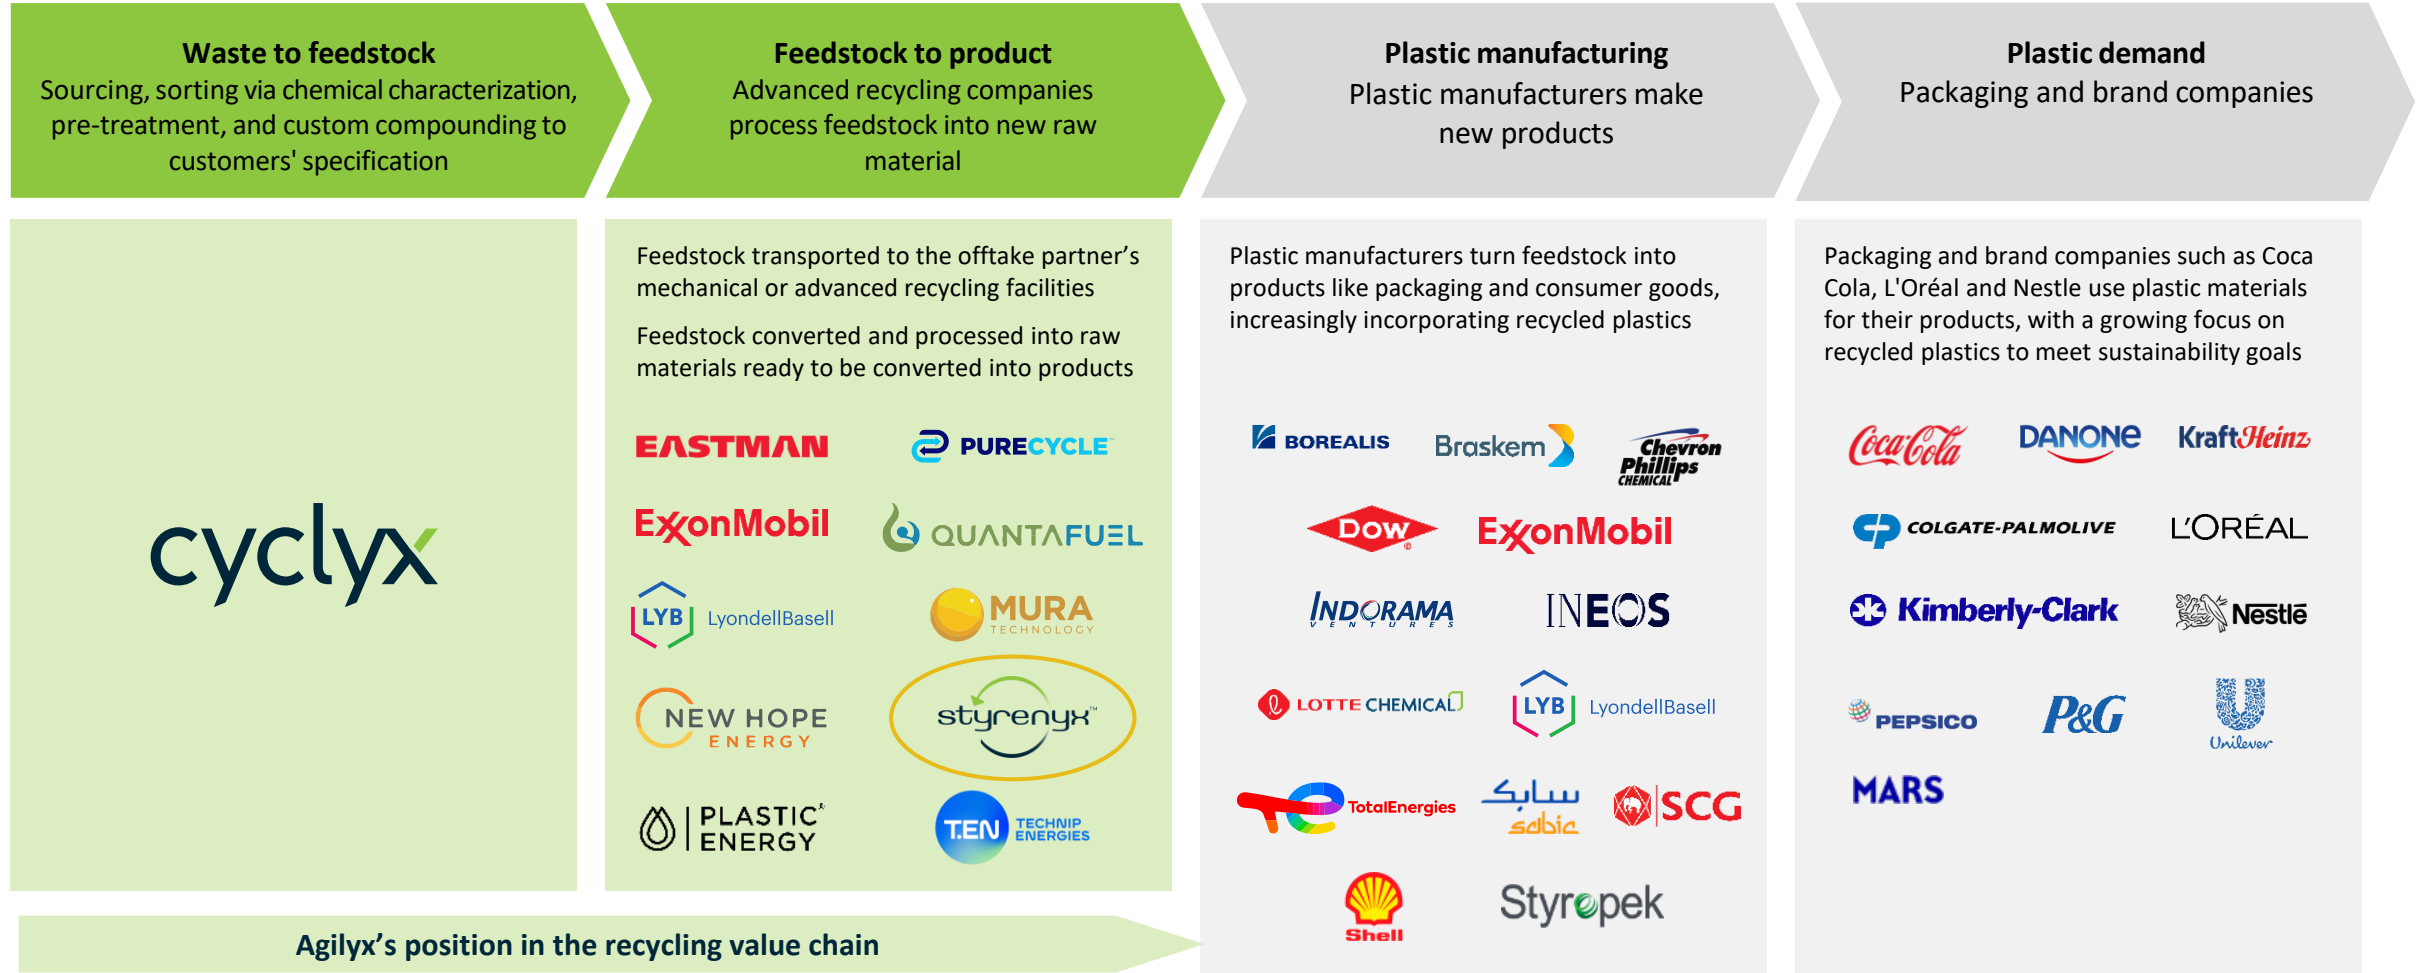 Waste to feedstock
Sourcing, sorting via chemical characterization,
pre-treatment, and custom compounding to
customers' specification
Feedstock to product
Advanced recycling companies
process feedstock into new raw
material
Plastic manufacturing
Plastic manufacturers make
new products
Plastic demand
Packaging and brand companies
cyclyx
Feedstock transported to the offtake partner’s
mechanical or advanced recycling facilities
Feedstock converted and processed into raw
materials ready to be converted into products
EASTMAN
PURECYCLE™
ExxonMobil
QUANTAFUEL
LYB LyondellBasell
MURA
TECHNOLOGY
NEW HOPE
ENERGY
styrenyx™
PLASTIC
ENERGY
T.EN TECHNIP
ENERGIES
Plastic manufacturers turn feedstock into
products like packaging and consumer goods,
increasingly incorporating recycled plastics
BOREALIS
Braskem
Chevron
Phillips
CHEMICAL
DOW®
ExxonMobil
INDORAMA
VENTURES
INEOS
LOTTE CHEMICAL
LYB LyondellBasell
TotalEnergies
سابك
sabic
SCG
Shell
Styropek
Packaging and brand companies such as Coca
Cola, L'Oréal and Nestle use plastic materials
for their products, with a growing focus on
recycled plastics to meet sustainability goals
Coca-Cola
DANONE
KraftHeinz
COLGATE-PALMOLIVE
L'ORÉAL
Kimberly-Clark
Nestlé
PEPSICO
P&G
Unilever
MARS
Agilyx’s position in the recycling value chain